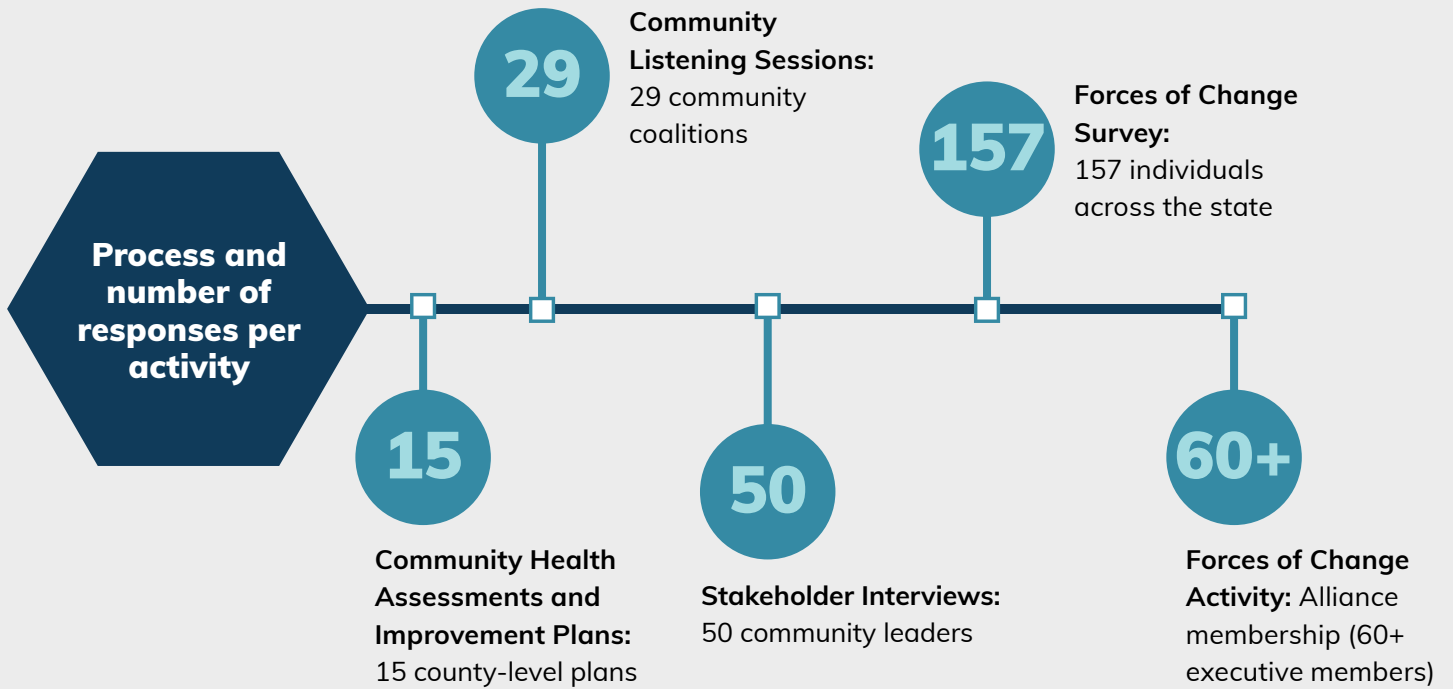 Process and
number of
responses per
activity
15
Community Health
Assessments and
Improvement Plans:
15 county-level plans
29
Community
Listening Sessions:
29 community
coalitions
50
Stakeholder Interviews:
50 community leaders
157
Forces of Change
Survey:
157 individuals
across the state
60+
Forces of Change
Activity: Alliance
membership (60+
executive members)